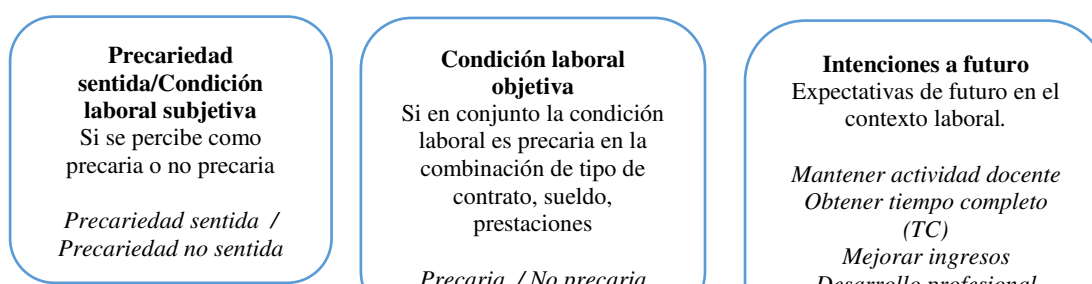 Precariedad
sentida/Condición
laboral subjetiva
Si se percibe como
precaria o no precaria
Precariedad sentida /
Precariedad no sentida
Condición laboral
objetiva
Si en conjunto la condición
laboral es precaria en la
combinación de tipo de
contrato, sueldo,
prestaciones
Precaria / No precaria
Intenciones a futuro
Expectativas de futuro en el
contexto laboral.
Mantener actividad docente
Obtener tiempo completo
(TC)
Mejorar ingresos
Desarrollo profesional